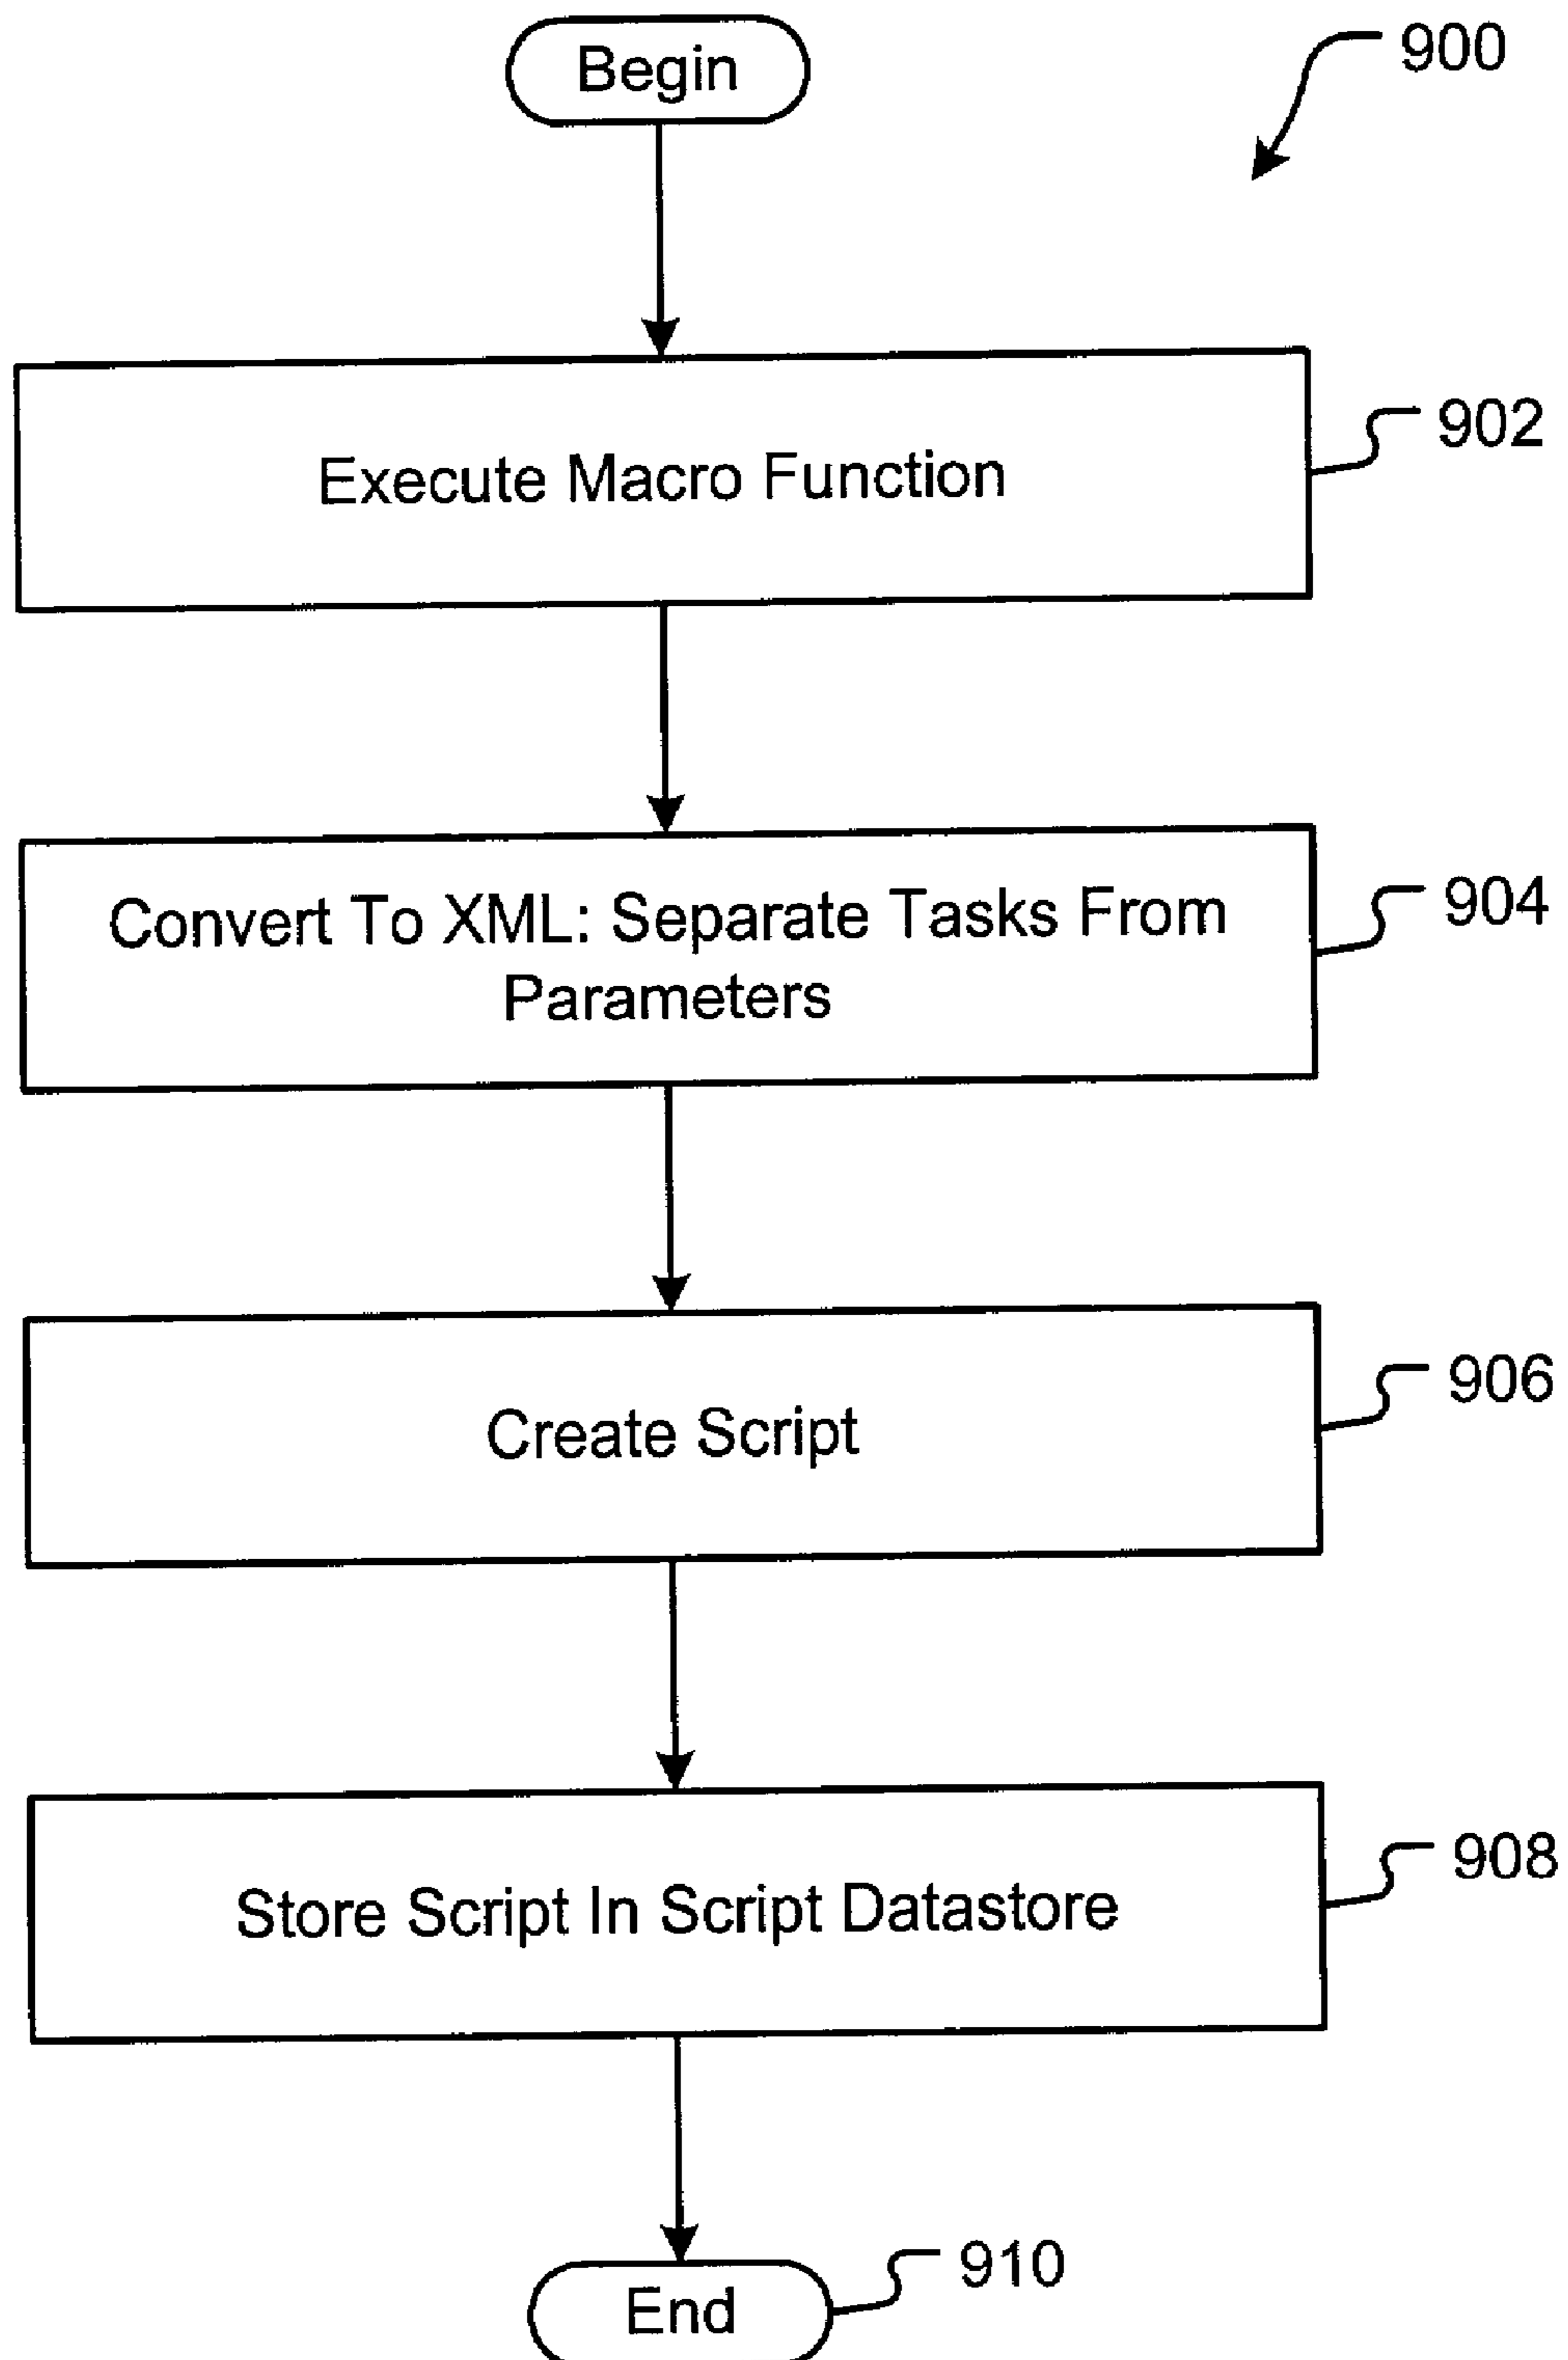 Begin
900
Execute Macro Function
902
Convert To XML: Separate Tasks From
Parameters
904
Create Script
906
Store Script In Script Datastore
908
End
910